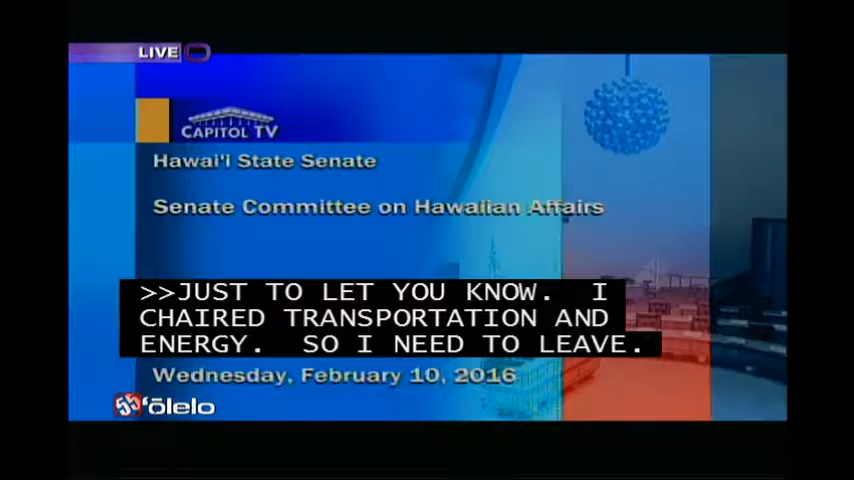 LIVE
CAPITOL TV
Hawai'i State Senate
Senate Committee on Hawaiian Affairs
>>JUST TO LET YOU KNOW. I
CHAIRED TRANSPORTATION AND
ENERGY. SO I NEED TO LEAVE.
Wednesday, February 10, 2016
55 'ōlelo